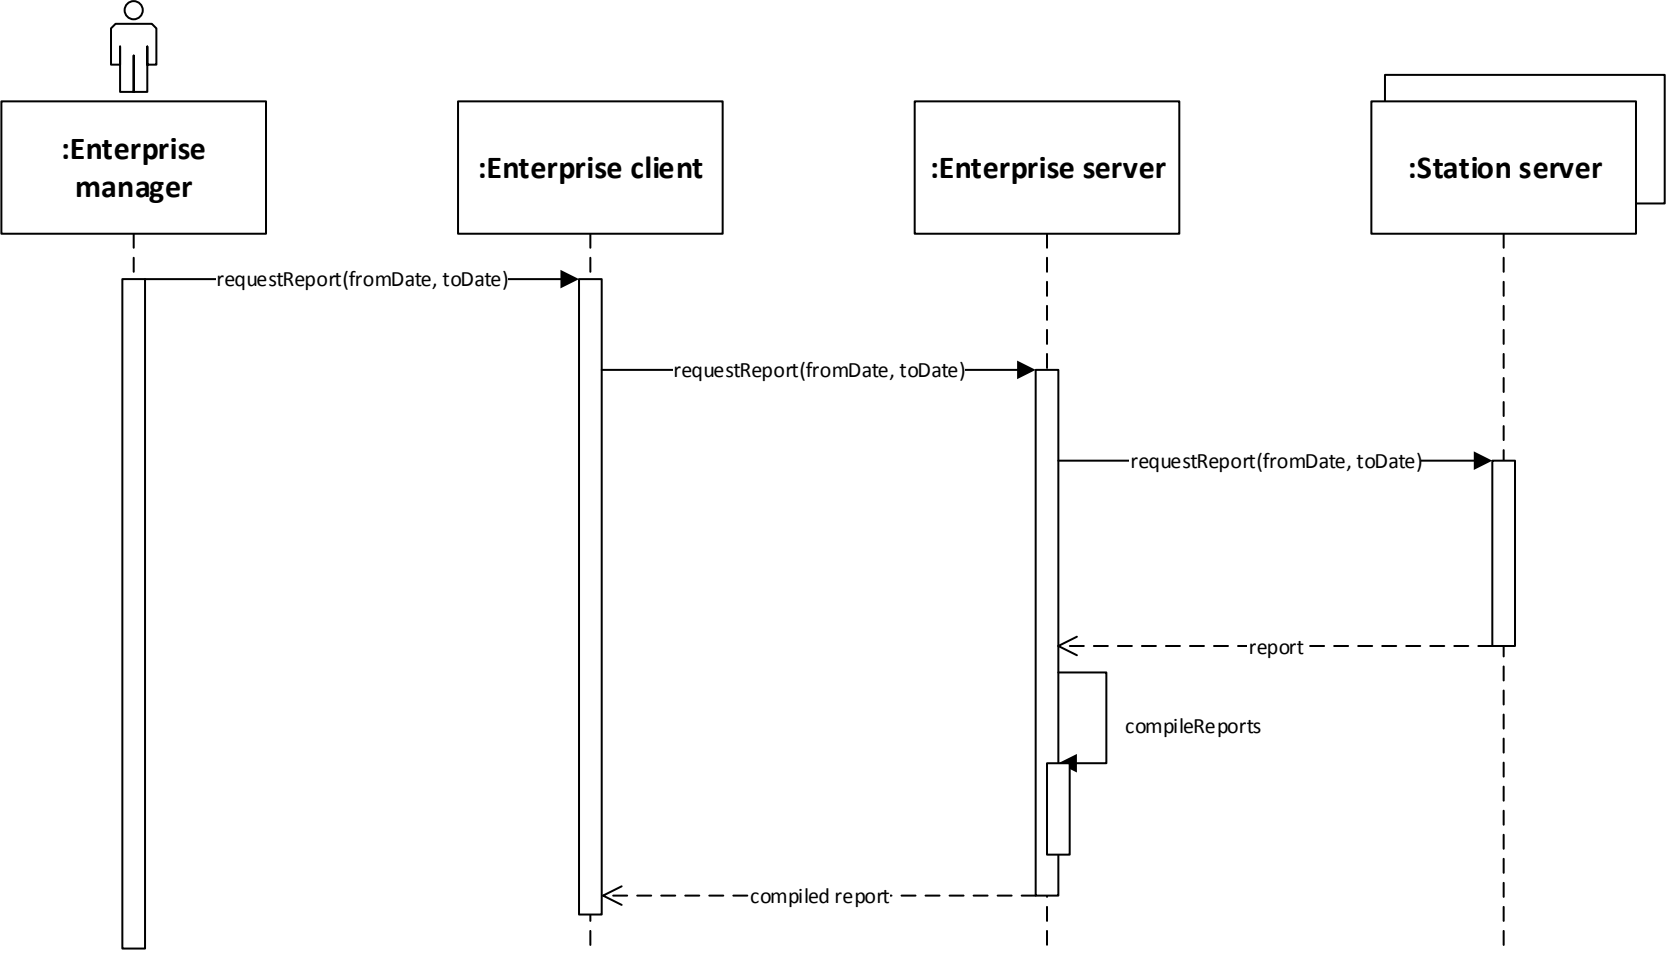 :Enterprise
manager
:Enterprise client
:Enterprise server
:Station server
requestReport(fromDate, toDate)
requestReport(fromDate, toDate)
requestReport(fromDate, toDate)
report
compileReports
compiled report